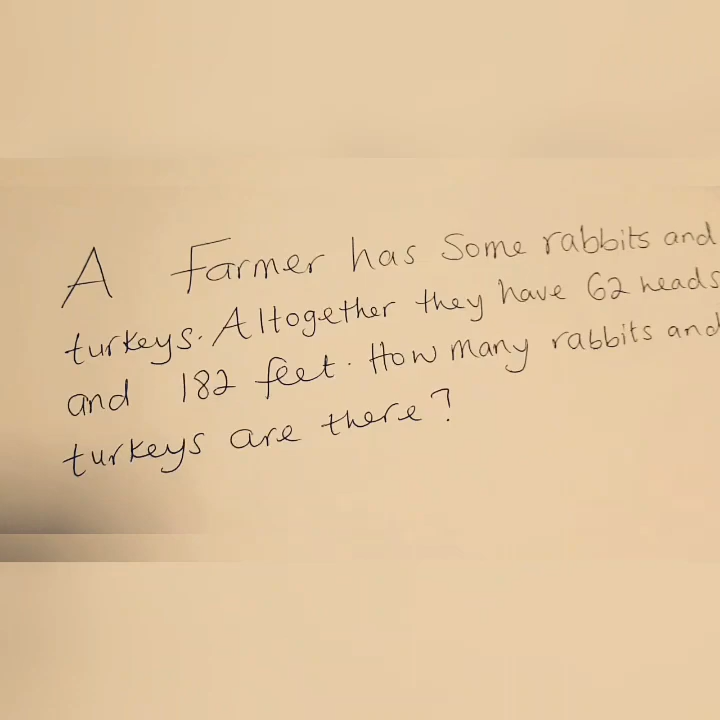 A Farmer has Some rabbits and
turkeys. Altogether they have 62 heads
and 182 feet. How many rabbits and
turkeys are there?